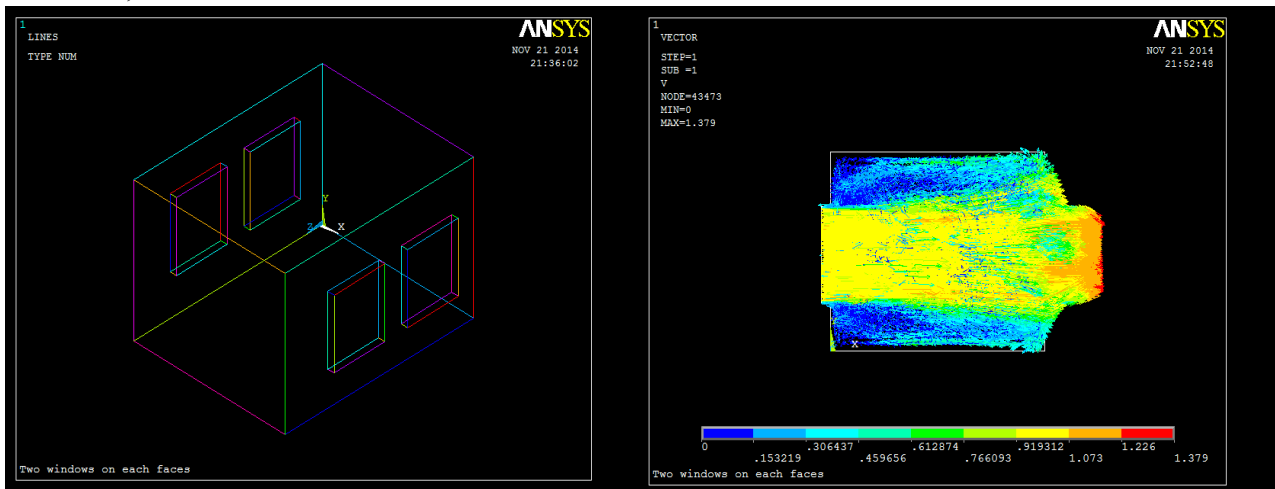 1
ANSYS
LINES
NOV 21 2014
TYPE NUM
21:36:02
Y
Z
X
Two windows on each faces
1
ANSYS
VECTOR
NOV 21 2014
STEP=1
21:52:48
SUB =1
V
NODE=43473
MIN=0
MAX=1.379
Y
X
0 .306437 .612874 .919312 1.226
.153219 .459656 .766093 1.073 1.379
Two windows on each faces